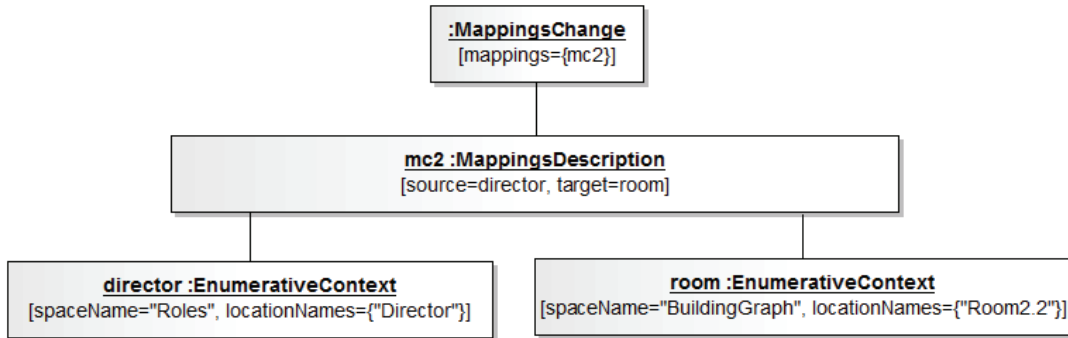 :MappingsChange
[mappings={mc2}]
mc2 :MappingsDescription
[source=director, target=room]
director :EnumerativeContext
[spaceName="Roles", locationNames={"Director"}]
room :EnumerativeContext
[spaceName="BuildingGraph", locationNames={"Room2.2"}]